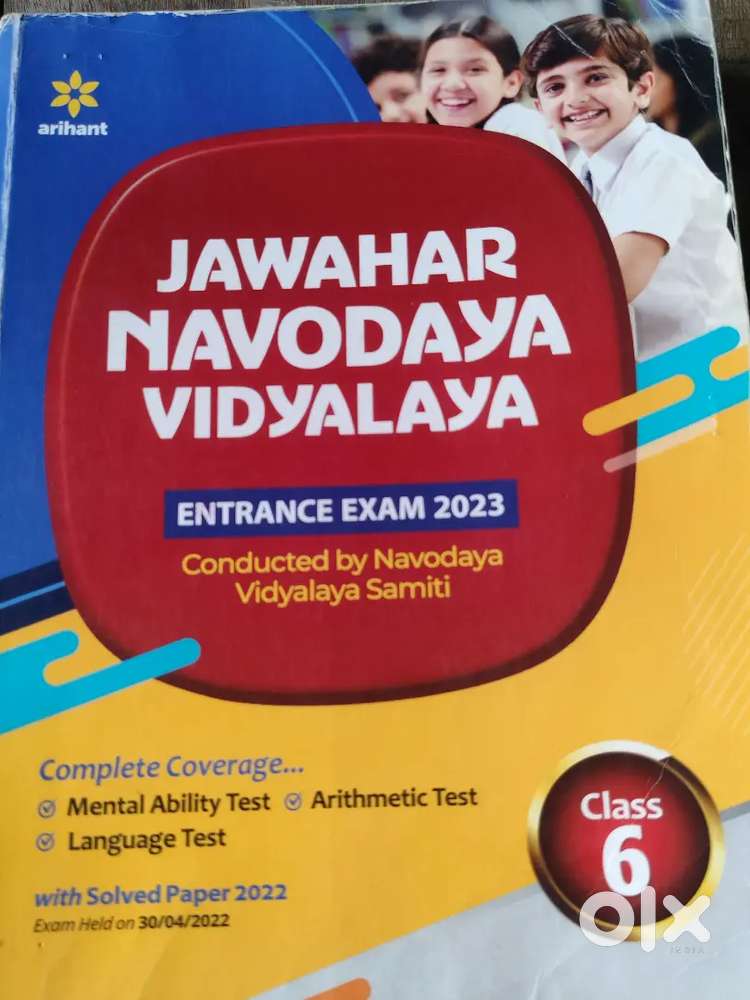 arihant
JAWAHAR
NAVODAYA
VIDYALAYA
ENTRANCE EXAM 2023
Conducted by Navodaya
Vidyalaya Samiti
Complete Coverage...
Mental Ability Test Arithmetic Test
Language Test
with Solved Paper 2022
Exam Held on 30/04/2022
Class
6
olx
INDIA